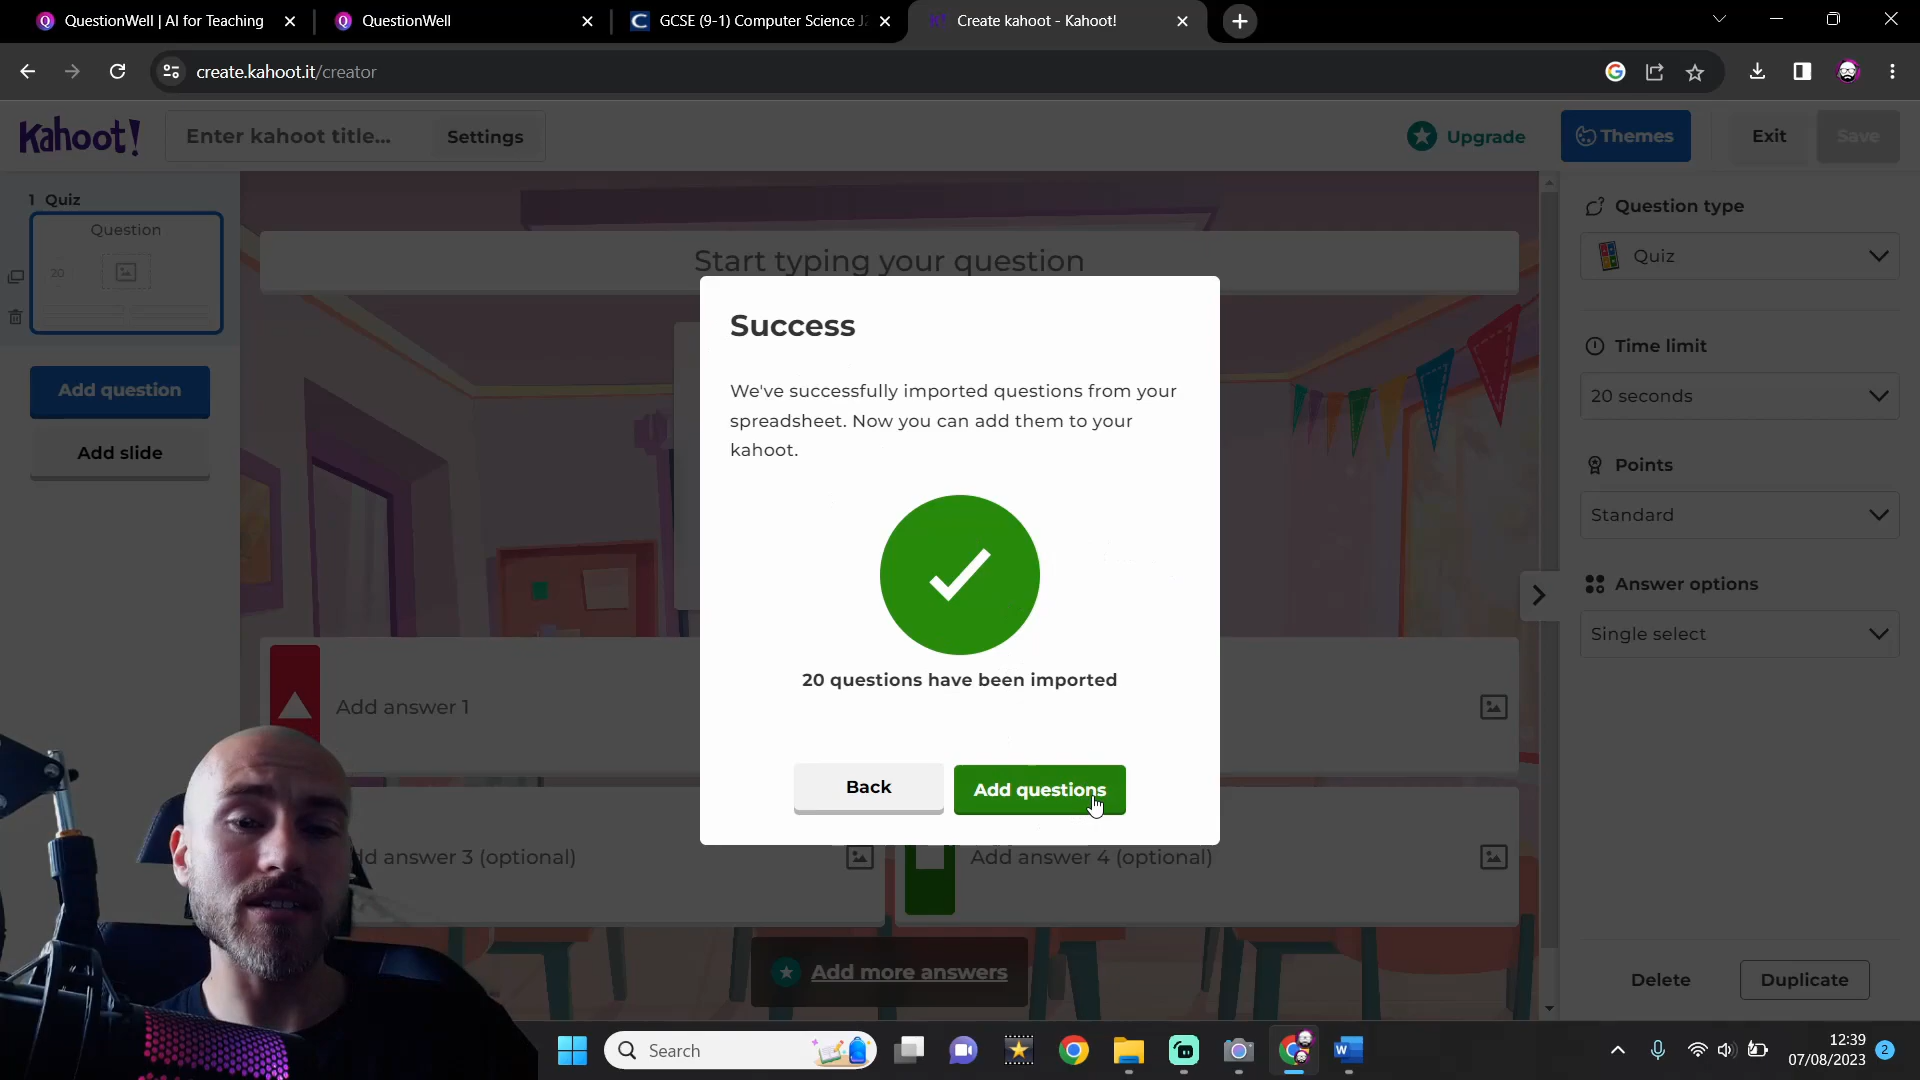 QuestionWell | AI for Teaching
QuestionWell
GCSE (9-1) Computer Science J2
Create kahoot - Kahoot!
create.kahoot.it/creator
Kahoot!
Enter kahoot title...
Settings
Upgrade
Themes
Exit
Save
1 Quiz
Question
20
Add question
Add slide
Start typing your question
Success
We've successfully imported questions from your
spreadsheet. Now you can add them to your
kahoot.
20 questions have been imported
Back
Add questions
Add answer 1
dd answer 3 (optional)
Add answer 4 (optional)
Add more answers
Question type
Quiz
Time limit
20 seconds
Points
Standard
Answer options
Single select
Delete
Duplicate
Search
12:39
07/08/2023
2